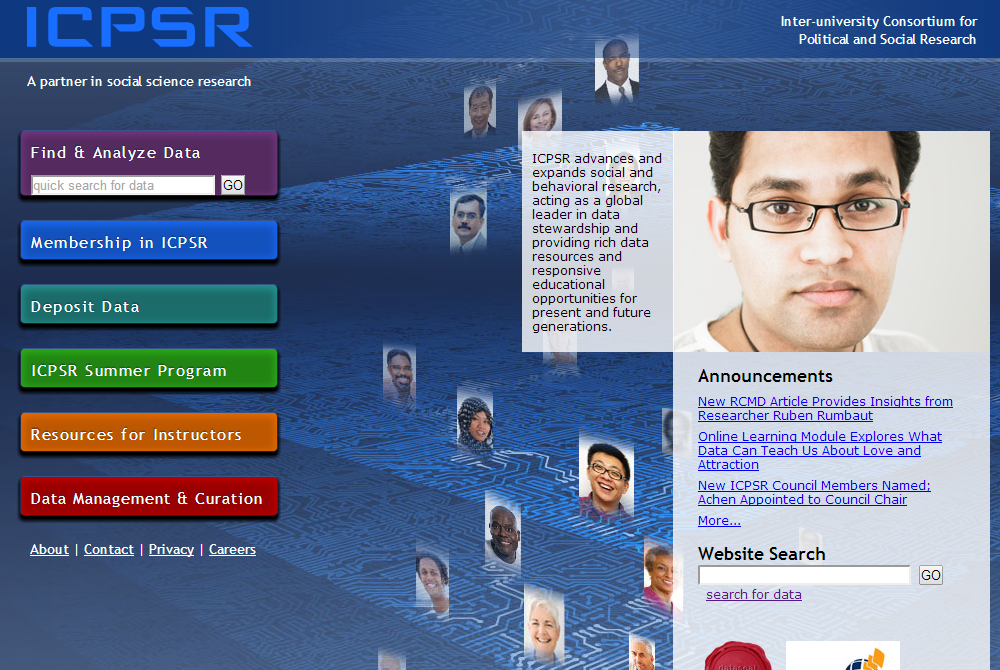 ICPSR
Inter-university Consortium for
Political and Social Research
A partner in social science research
Find & Analyze Data
quick search for data
GO
Membership in ICPSR
Deposit Data
ICPSR Summer Program
Resources for Instructors
Data Management & Curation
About | Contact | Privacy | Careers
ICPSR advances and
expands social and
behavioral research,
acting as a global
leader in data
stewardship and
providing rich data
resources and
responsive
educational
opportunities for
present and future
generations.
Announcements
New RCMD Article Provides Insights from
Researcher Ruben Rumbaut
Online Learning Module Explores What
Data Can Teach Us About Love and
Attraction
New ICPSR Council Members Named;
Achen Appointed to Council Chair
More...
Website Search
GO
search for data